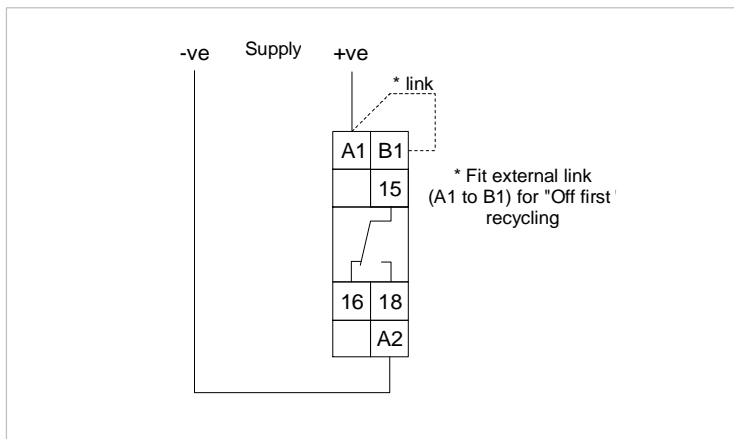 -ve Supply +ve
* link
A1 B1
15
* Fit external link
(A1 to B1) for "Off first'
recycling
16 18
A2